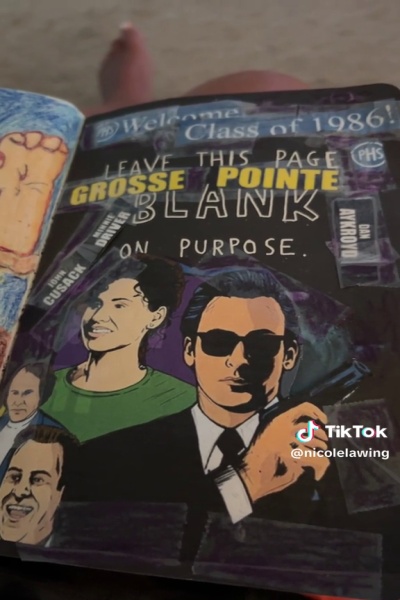 Welcome
Class of 1986!
PHS
LEAVE THIS PAGE
GROSSE POINTE
BLANK
ON PURPOSE.
MINNIE
DRIVER
JOHN
CUSACK
DAN
AYKROYD
TikTok
@nicolelawing